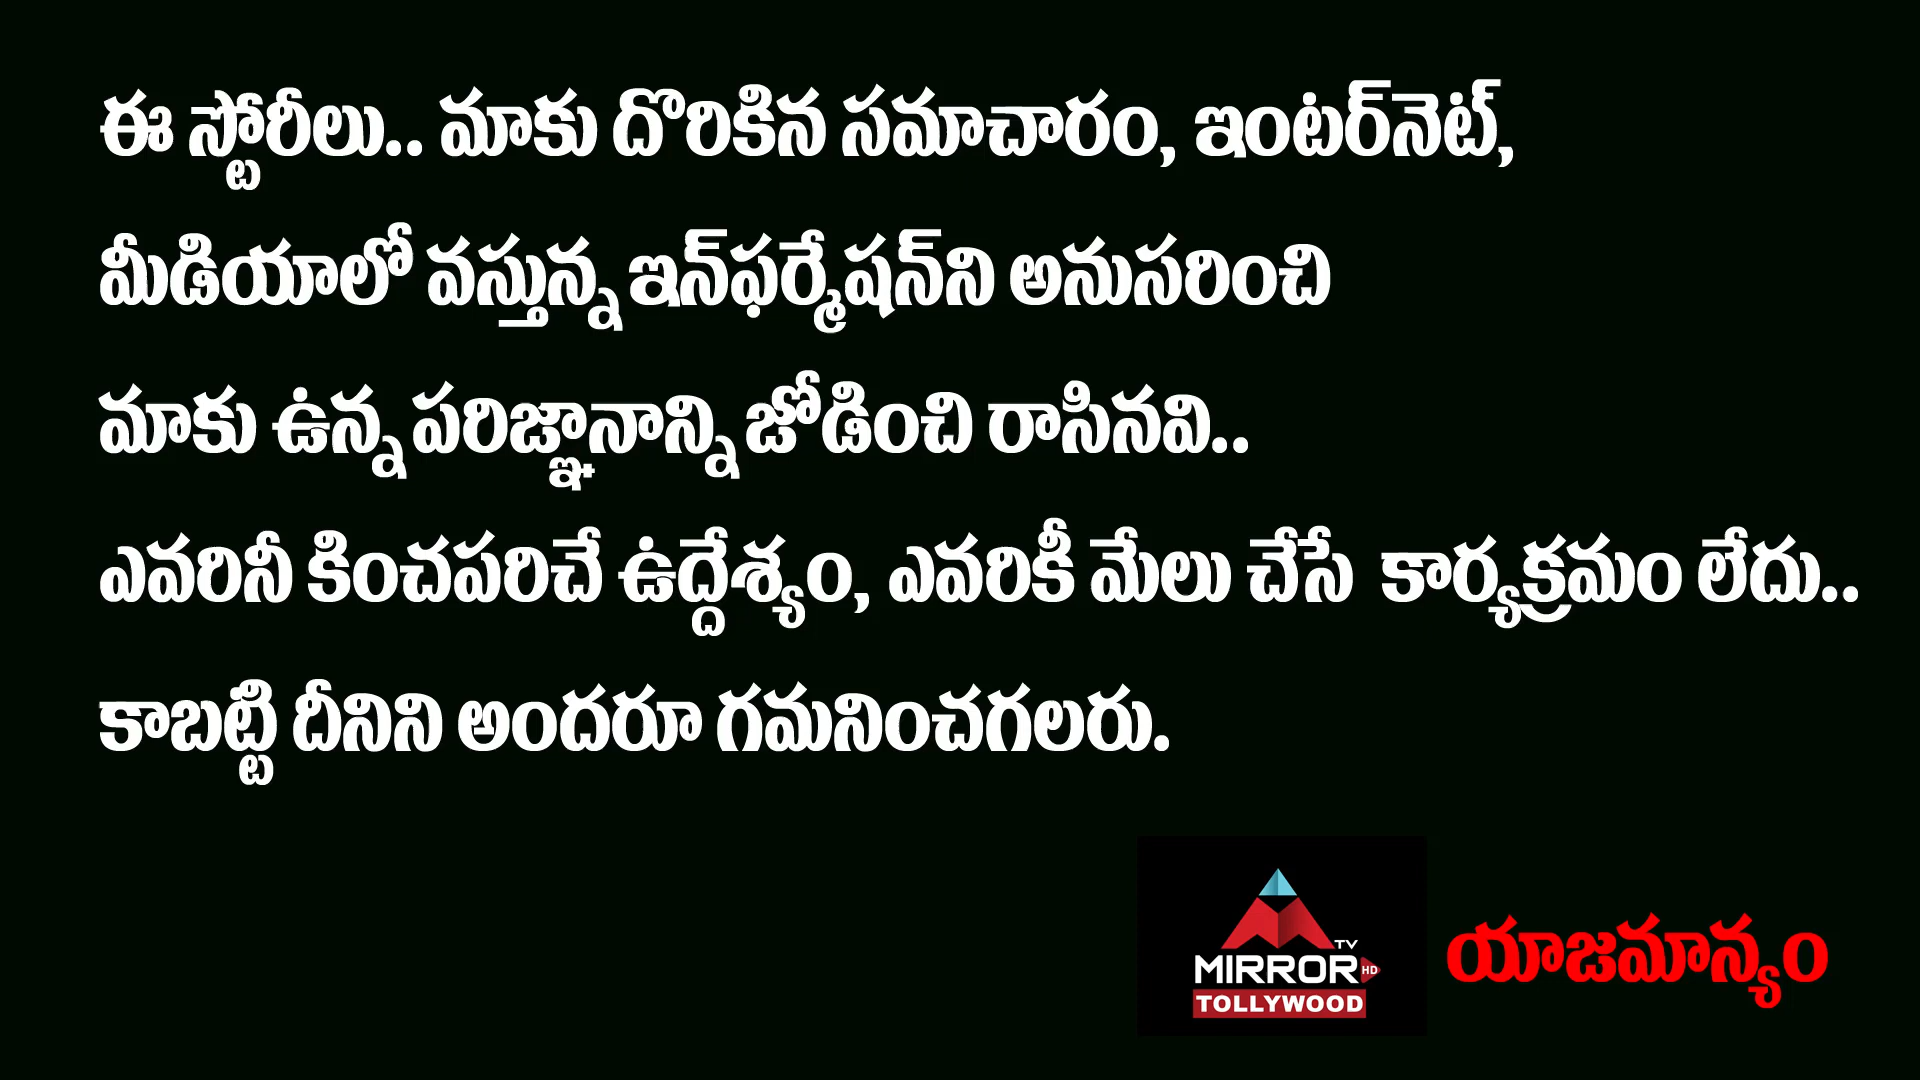 ఈ స్టోరీలు.. మాకు దొరికిన సమాచారం, ఇంటర్‌నెట్,
మీడియాలో వస్తున్న ఇన్‌ఫర్మేషన్‌ని అనుసరించి
మాకు ఉన్న పరిజ్ఞానాన్ని జోడించి రాసినవి..
ఎవరినీ కించపరిచే ఉద్దేశ్యం, ఎవరికీ మేలు చేసే కార్యక్రమం లేదు..
కాబట్టి దీనిని అందరూ గమనించగలరు.
TV
MIRROR HD
TOLLYWOOD
యాజమాన్యం